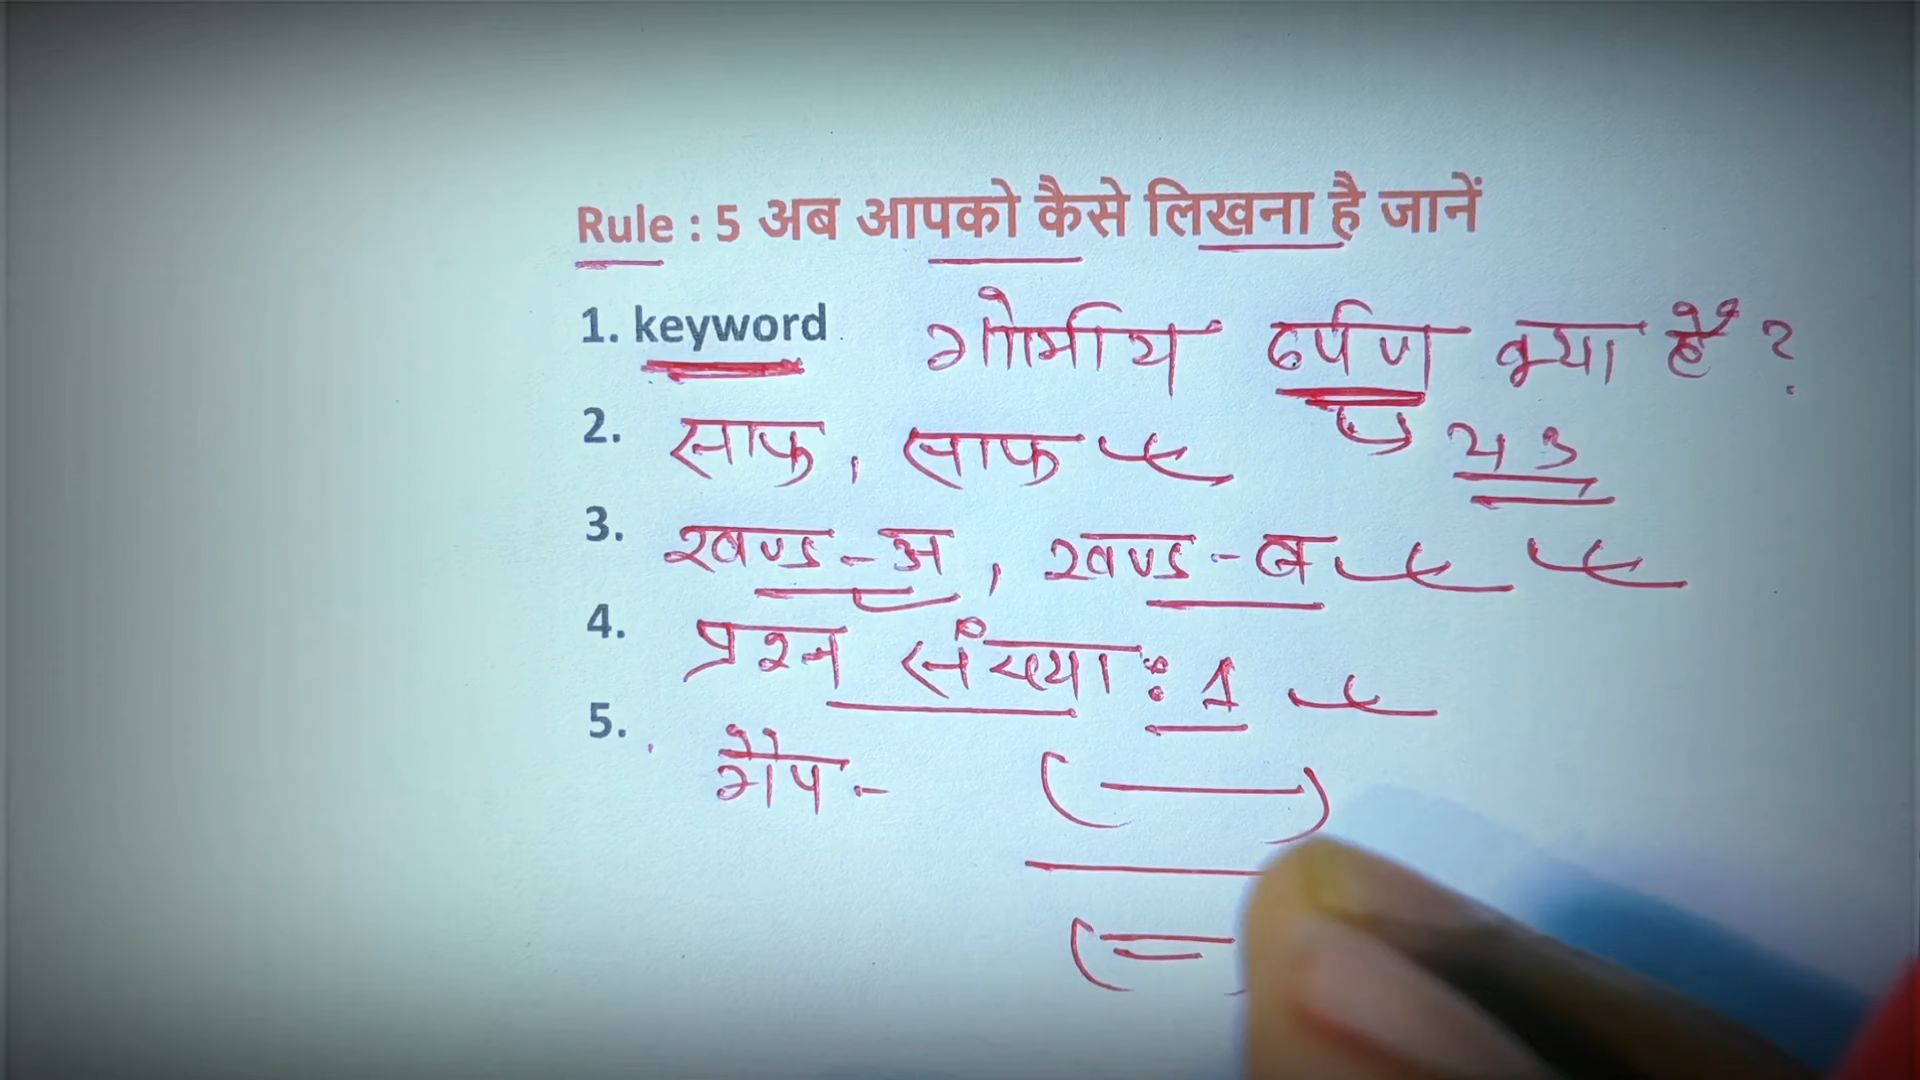 Rule : 5 अब आपको कैसे लिखना है जानें
1. keyword गोलीय दर्पण क्या है ?
2. साफ, साफ
3. खण्ड-अ, खण्ड-ब
4. प्रश्न संख्या : 1
5. गैप -